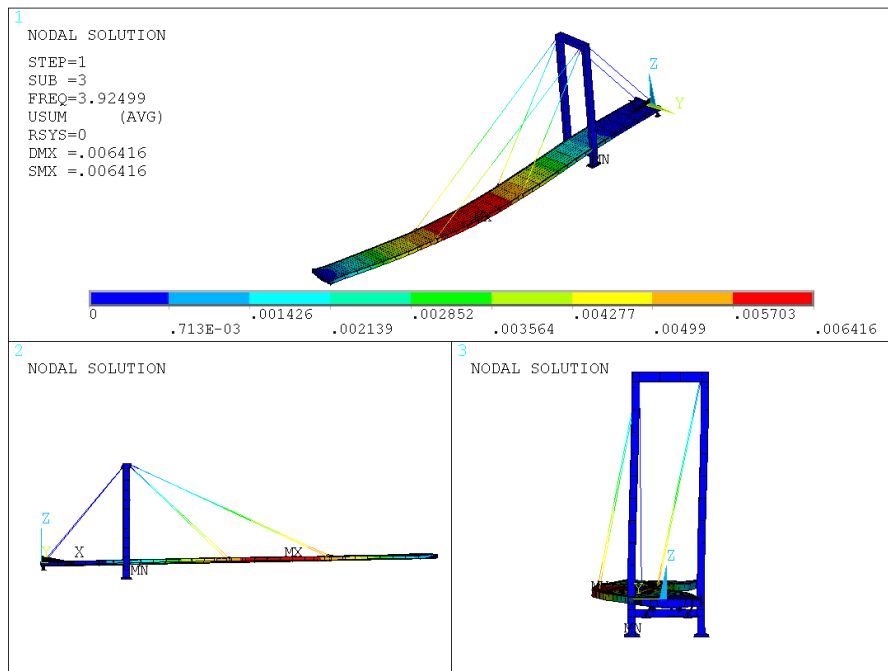 1
NODAL SOLUTION
STEP=1
SUB =3
FREQ=3.92499
USUM (AVG)
RSYS=0
DMX =.006416
SMX =.006416
Z
Y
MN
MX
0
.713E-03
.001426
.002139
.002852
.003564
.004277
.00499
.005703
.006416
2
NODAL SOLUTION
Z
Y
X
MX
MN
3
NODAL SOLUTION
Z
Y
MN